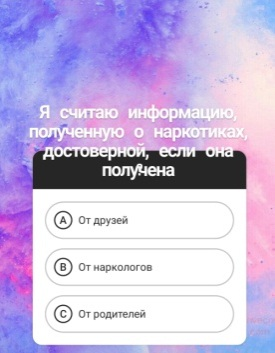 Я считаю информацию,
полученную о наркотиках,
достоверной, если она
получена
A От друзей
B От наркологов
C От родителей